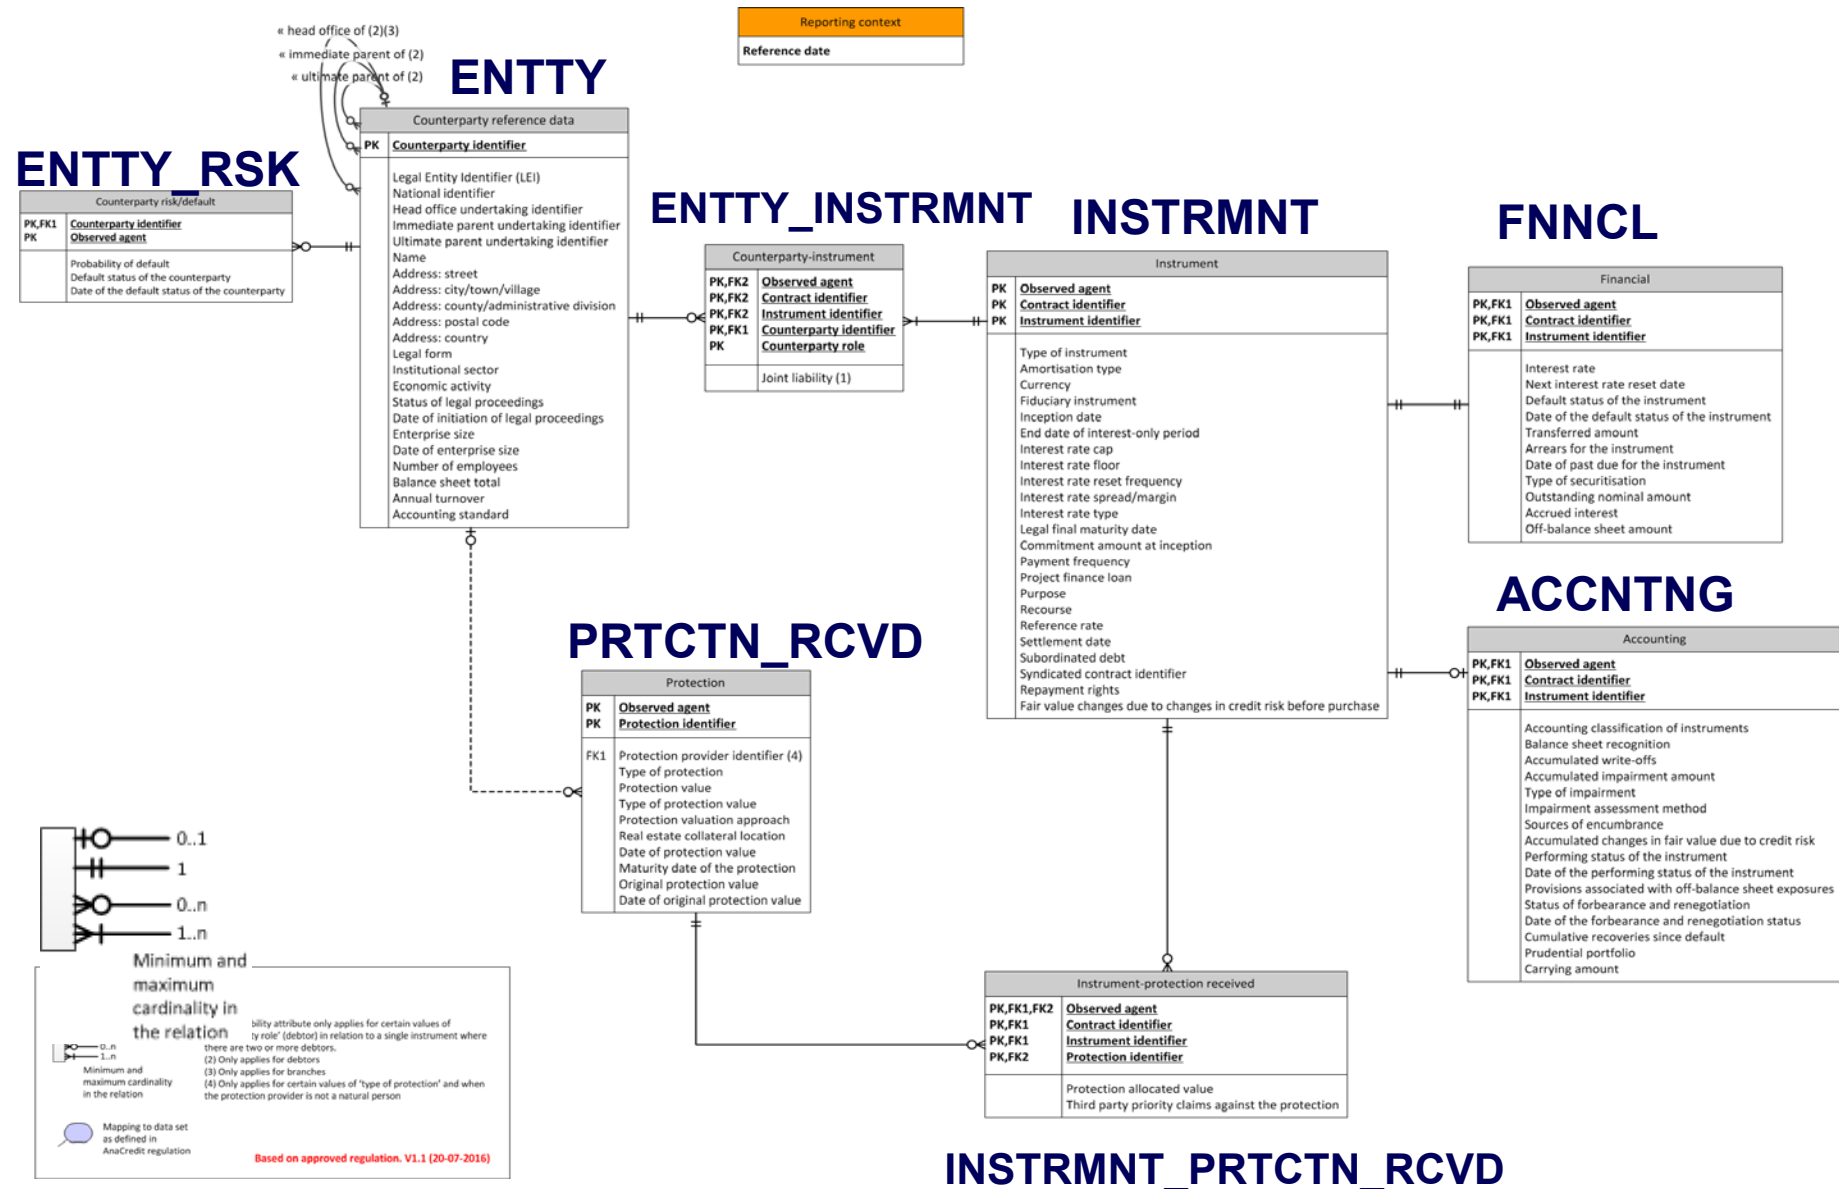 Reporting context
Reference date
« head office of (2)(3)
« immediate parent of (2)
« ultimate parent of (2)
ENTTY
Counterparty reference data
PK Counterparty identifier
Legal Entity Identifier (LEI)
National identifier
Head office undertaking identifier
Immediate parent undertaking identifier
Ultimate parent undertaking identifier
Name
Address: street
Address: city/town/village
Address: county/administrative division
Address: postal code
Address: country
Legal form
Institutional sector
Economic activity
Status of legal proceedings
Date of initiation of legal proceedings
Enterprise size
Date of enterprise size
Number of employees
Balance sheet total
Annual turnover
Accounting standard
ENTTY_RSK
Counterparty risk/default
PK,FK1 Counterparty identifier
PK Observed agent
Probability of default
Default status of the counterparty
Date of the default status of the counterparty
ENTTY_INSTRMNT
Counterparty-instrument
PK,FK2 Observed agent
PK,FK2 Contract identifier
PK,FK2 Instrument identifier
PK,FK1 Counterparty identifier
PK Counterparty role
Joint liability (1)
INSTRMNT
Instrument
PK Observed agent
PK Contract identifier
PK Instrument identifier
Type of instrument
Amortisation type
Currency
Fiduciary instrument
Inception date
End date of interest-only period
Interest rate cap
Interest rate floor
Interest rate reset frequency
Interest rate spread/margin
Interest rate type
Legal final maturity date
Commitment amount at inception
Payment frequency
Project finance loan
Purpose
Recourse
Reference rate
Settlement date
Subordinated debt
Syndicated contract identifier
Repayment rights
Fair value changes due to changes in credit risk before purchase
FNNCL
Financial
PK,FK1 Observed agent
PK,FK1 Contract identifier
PK,FK1 Instrument identifier
Interest rate
Next interest rate reset date
Default status of the instrument
Date of the default status of the instrument
Transferred amount
Arrears for the instrument
Date of past due for the instrument
Type of securitisation
Outstanding nominal amount
Accrued interest
Off-balance sheet amount
ACCNTNG
Accounting
PK,FK1 Observed agent
PK,FK1 Contract identifier
PK,FK1 Instrument identifier
Accounting classification of instruments
Balance sheet recognition
Accumulated write-offs
Accumulated impairment amount
Type of impairment
Impairment assessment method
Sources of encumbrance
Accumulated changes in fair value due to credit risk
Performing status of the instrument
Date of the performing status of the instrument
Provisions associated with off-balance sheet exposures
Status of forbearance and renegotiation
Date of the forbearance and renegotiation status
Cumulative recoveries since default
Prudential portfolio
Carrying amount
PRTCTN_RCVD
Protection
PK Observed agent
PK Protection identifier
FK1 Protection provider identifier (4)
Type of protection
Protection value
Type of protection value
Protection valuation approach
Real estate collateral location
Date of protection value
Maturity date of the protection
Original protection value
Date of original protection value
Instrument-protection received
PK,FK1,FK2 Observed agent
PK,FK1 Contract identifier
PK,FK1 Instrument identifier
PK,FK2 Protection identifier
Protection allocated value
Third party priority claims against the protection
INSTRMNT_PRTCTN_RCVD
0..1
1
0..n
1..n
Minimum and
maximum
cardinality in
the relation
bility attribute only applies for certain values of
ty role' (debtor) in relation to a single instrument where
there are two or more debtors.
(2) Only applies for debtors
(3) Only applies for branches
(4) Only applies for certain values of 'type of protection' and when
the protection provider is not a natural person
0..n
1..n
Minimum and
maximum cardinality
in the relation
Mapping to data set
as defined in
AnaCredit regulation
Based on approved regulation. V1.1 (20-07-2016)